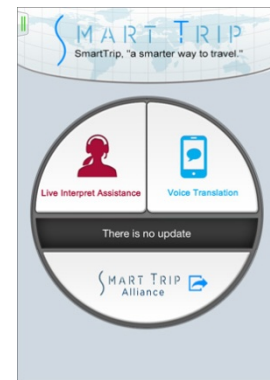 SMART TRIP
SmartTrip, "a smarter way to travel."
Live Interpret Assistance
Voice Translation
There is no update
SMART TRIP
Alliance